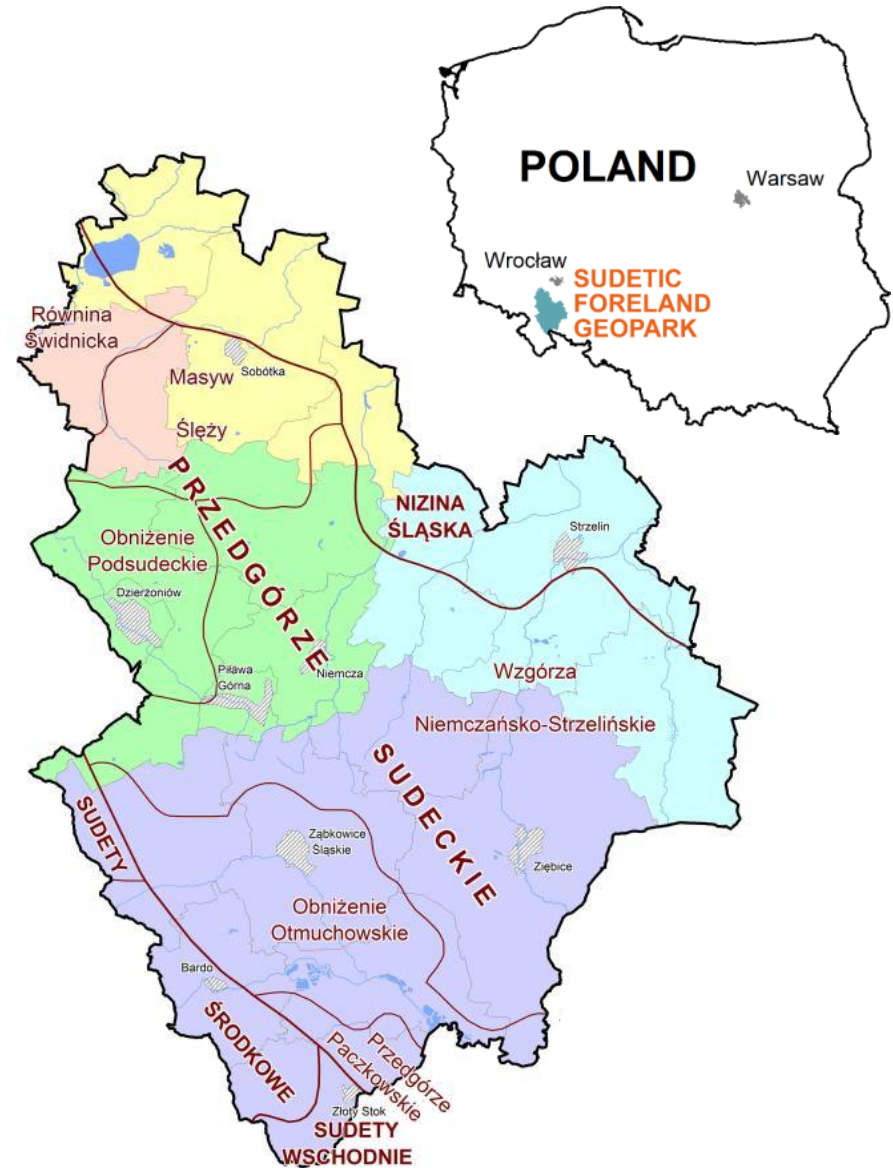 POLAND
Warsaw
Wrocław
SUDETIC
FORELAND
GEOPARK
Równina
Świdnicka
Masyw
Sobótka
Ślęży
PRZEDGÓRZE
NIZINA
ŚLĄSKA
Strzelin
Obniżenie
Podsudeckie
Dzierżoniów
Piława
Górna
Niemcza
Wzgórza
Niemczańsko-Strzelińskie
SUDECKIE
SUDETY
Ząbkowice
Śląskie
Ziębice
Obniżenie
Otmuchowskie
Bardo
ŚRODKOWE
Przedgórze
Paczkowskie
Złoty Stok
SUDETY
WSCHODNIE